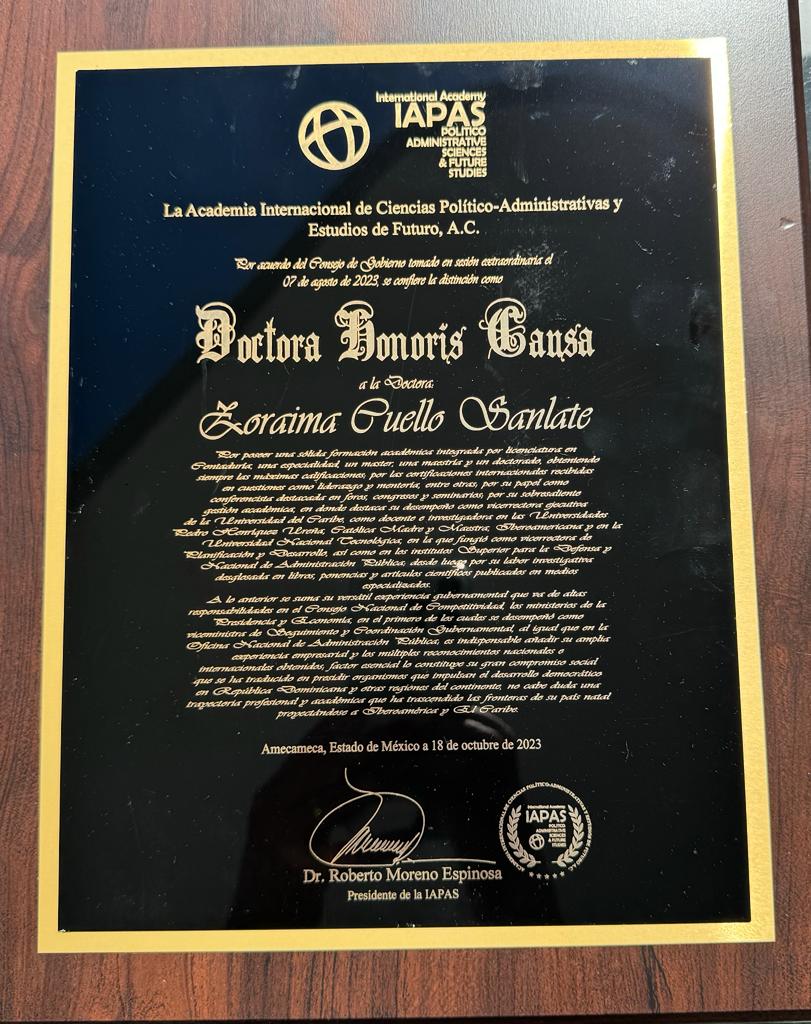 International Academy
IAPAS
POLITICO
ADMINISTRATIVE
SCIENCES
& FUTURE
STUDIES
La Academia Internacional de Ciencias Político-Administrativas y
Estudios de Futuro, A.C.
Por acuerdo del Consejo de Gobierno tomado en sesión extraordinaria el
07 de agosto de 2023, se confiere la distinción como
Doctora Honoris Causa
a la Doctora:
Zoraima Cuello Sanlate
Por poseer una sólida formación académica integrada por licenciatura en
Contaduría, una especialidad, un master, una maestría y un doctorado, obteniendo
siempre las máximas calificaciones; por las certificaciones internacionales recibidas
en cuestiones como liderazgo y mentoría, entre otras; por su papel como
conferencista destacada en foros, congresos y seminarios; por su sobresaliente
gestión académica, en donde destaca su desempeño como vicerrectora ejecutiva
de la Universidad del Caribe, como docente e investigadora en las Universidades
Pedro Henríquez Ureña, Católica Madre y Maestra, Iberoamericana y en la
Universidad Nacional Tecnológica, en la que fungió como vicerrectora de
Planificación y Desarrollo, así como en los institutos Superior para la Defensa y
Nacional de Administración Pública; desde luego por su labor investigativa
desglosada en libros, ponencias y artículos científicos publicados en medios
especializados.
A lo anterior se suma su versátil experiencia gubernamental que va de altas
responsabilidades en el Consejo Nacional de Competitividad, los ministerios de la
Presidencia y Economía, en el primero de los cuales se desempeñó como
viceministra de Seguimiento y Coordinación Gubernamental, al igual que en la
Oficina Nacional de Administración Pública, es indispensable añadir su amplia
experiencia empresarial y los múltiples reconocimientos nacionales e
internacionales obtenidos, factor esencial lo constituye su gran compromiso social
que se ha traducido en presidir organismos que impulsan el desarrollo democrático
en República Dominicana y otras regiones del continente, no cabe duda una
trayectoria profesional y académica que ha trascendido las fronteras de su país natal
proyectándose a Iberoamérica y El Caribe.
Amecameca, Estado de México a 18 de octubre de 2023
Dr. Roberto Moreno Espinosa
Presidente de la IAPAS
International Academy
IAPAS
POLITICO
ADMINISTRATIVE
SCIENCES
& FUTURE
STUDIES